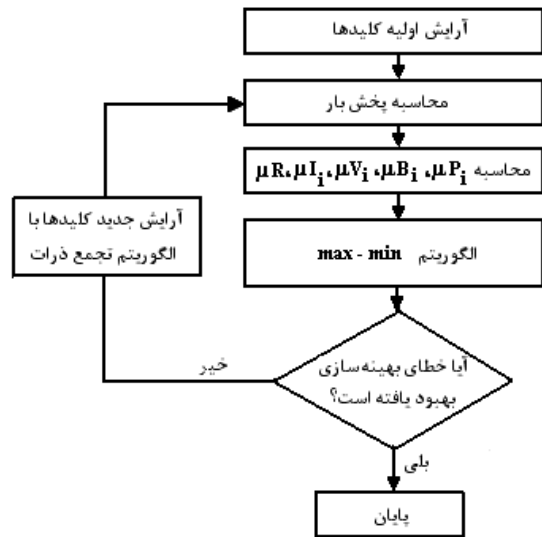 آرایش اولیه کلیدها
محاسبه پخش بار
محاسبه μPi ،μBi ،μVi ،μIi ،μR
الگوریتم max - min
آرایش جدید کلیدها با
الگوریتم تجمع ذرات
آیا خطای بهینه‌سازی
بهبود یافته است؟
خیر
بلی
پایان